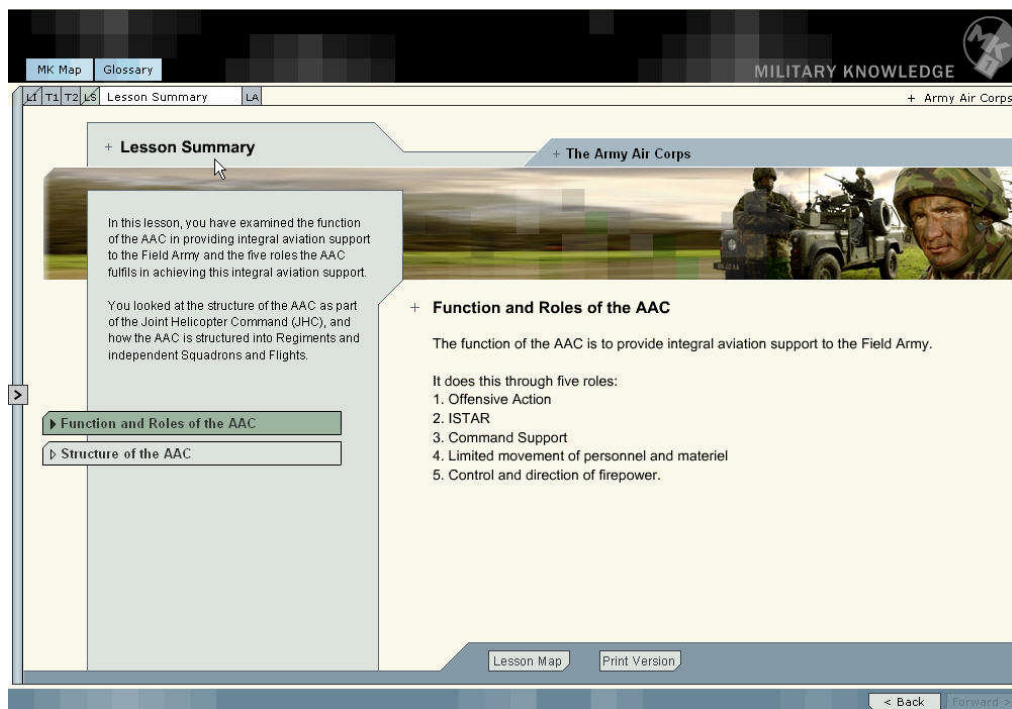 MK Map
Glossary
MILITARY KNOWLEDGE
MK1
LI T1 T2 LS Lesson Summary LA
+ Army Air Corps
+ Lesson Summary
+ The Army Air Corps
In this lesson, you have examined the function
of the AAC in providing integral aviation support
to the Field Army and the five roles the AAC
fulfils in achieving this integral aviation support.
You looked at the structure of the AAC as part
of the Joint Helicopter Command (JHC), and
how the AAC is structured into Regiments and
independent Squadrons and Flights.
Function and Roles of the AAC
Structure of the AAC
+ Function and Roles of the AAC
The function of the AAC is to provide integral aviation support to the Field Army.
It does this through five roles:
1. Offensive Action
2. ISTAR
3. Command Support
4. Limited movement of personnel and materiel
5. Control and direction of firepower.
>
Lesson Map
Print Version
< Back
Forward >